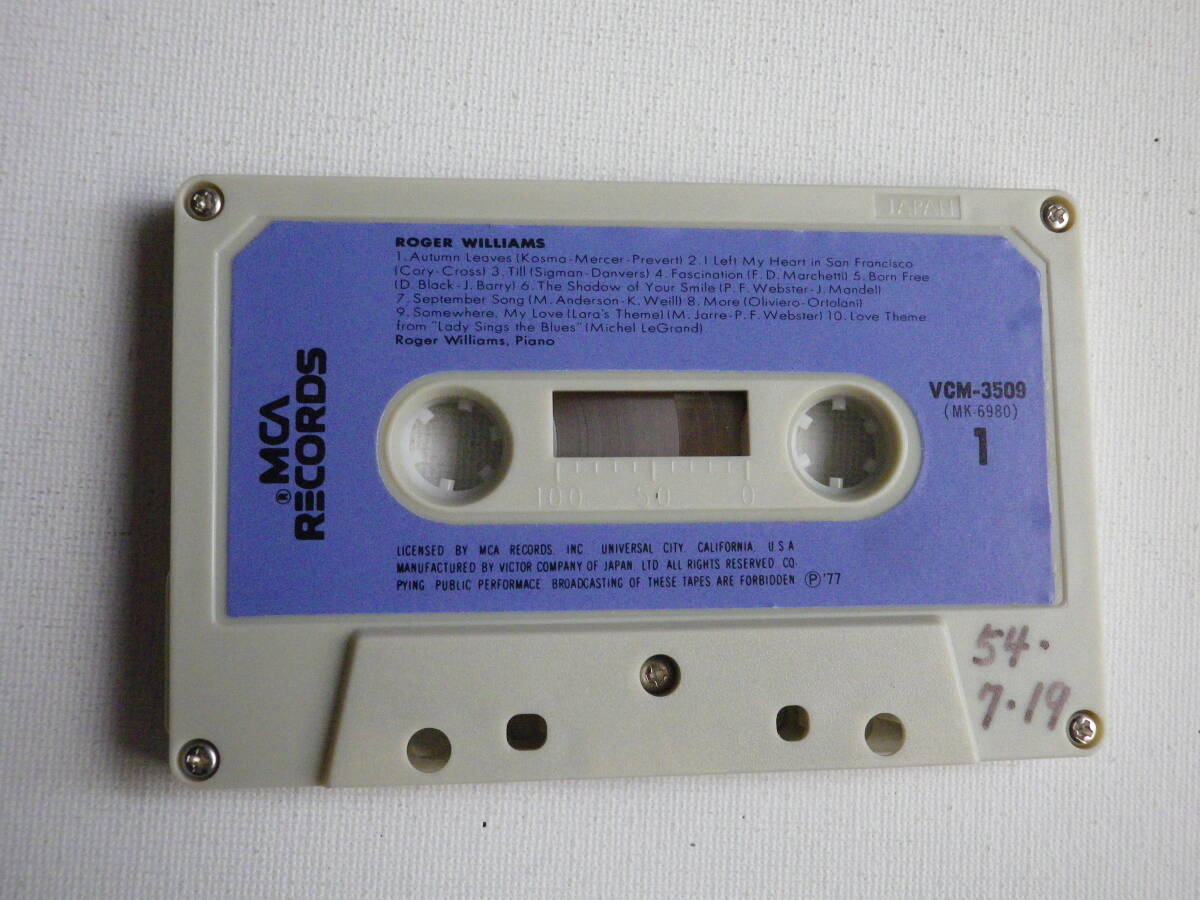 JAPAN
ROGER WILLIAMS
1. Autumn Leaves (Kosma-Mercer-Prevert) 2. I Left My Heart in San Francisco
(Cory-Cross) 3. Till (Sigman-Danvers) 4. Fascination (F. D. Marchetti) 5. Born Free
(D. Black-J. Barry) 6. The Shadow of Your Smile (P. F. Webster-J. Mandel)
7. September Song (M. Anderson-K. Weill) 8. More (Oliviero-Ortolani)
9. Somewhere, My Love (Lara's Theme) (M. Jarre-P. F. Webster) 10. Love Theme
from "Lady Sings the Blues" (Michel LeGrand)
Roger Williams, Piano
® MCA
RECORDS
VCM-3509
(MK-6980)
1
100 50 0
LICENSED BY MCA RECORDS, INC. UNIVERSAL CITY, CALIFORNIA, U S A
MANUFACTURED BY VICTOR COMPANY OF JAPAN, LTD. ALL RIGHTS RESERVED. CO-
PYING. PUBLIC PERFORMACE. BROADCASTING OF THESE TAPES ARE FORBIDDEN. Ⓟ '77
54.
7.19